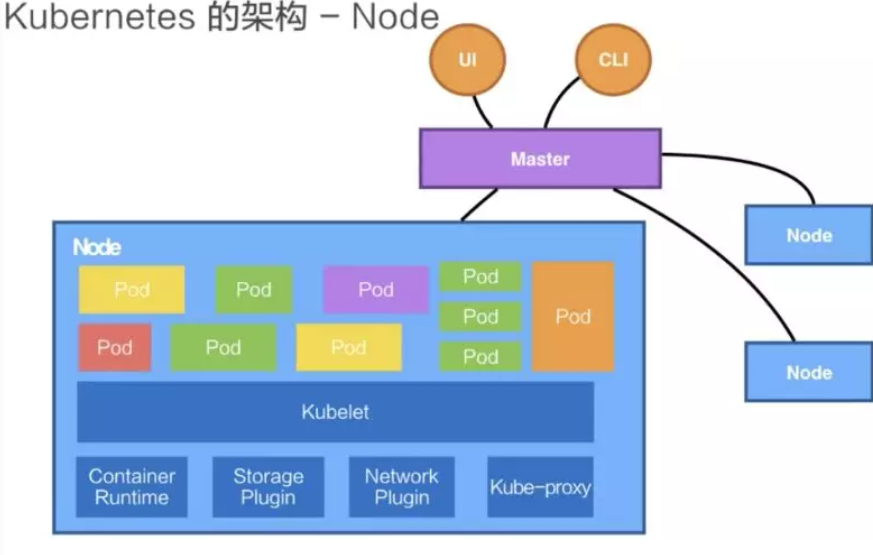 Kubernetes 的架构 – Node
UI
CLI
Master
Node
Node
Node
Pod
Pod
Pod
Pod
Pod
Pod
Pod
Pod
Pod
Pod
Kubelet
Container
Runtime
Storage
Plugin
Network
Plugin
Kube-proxy